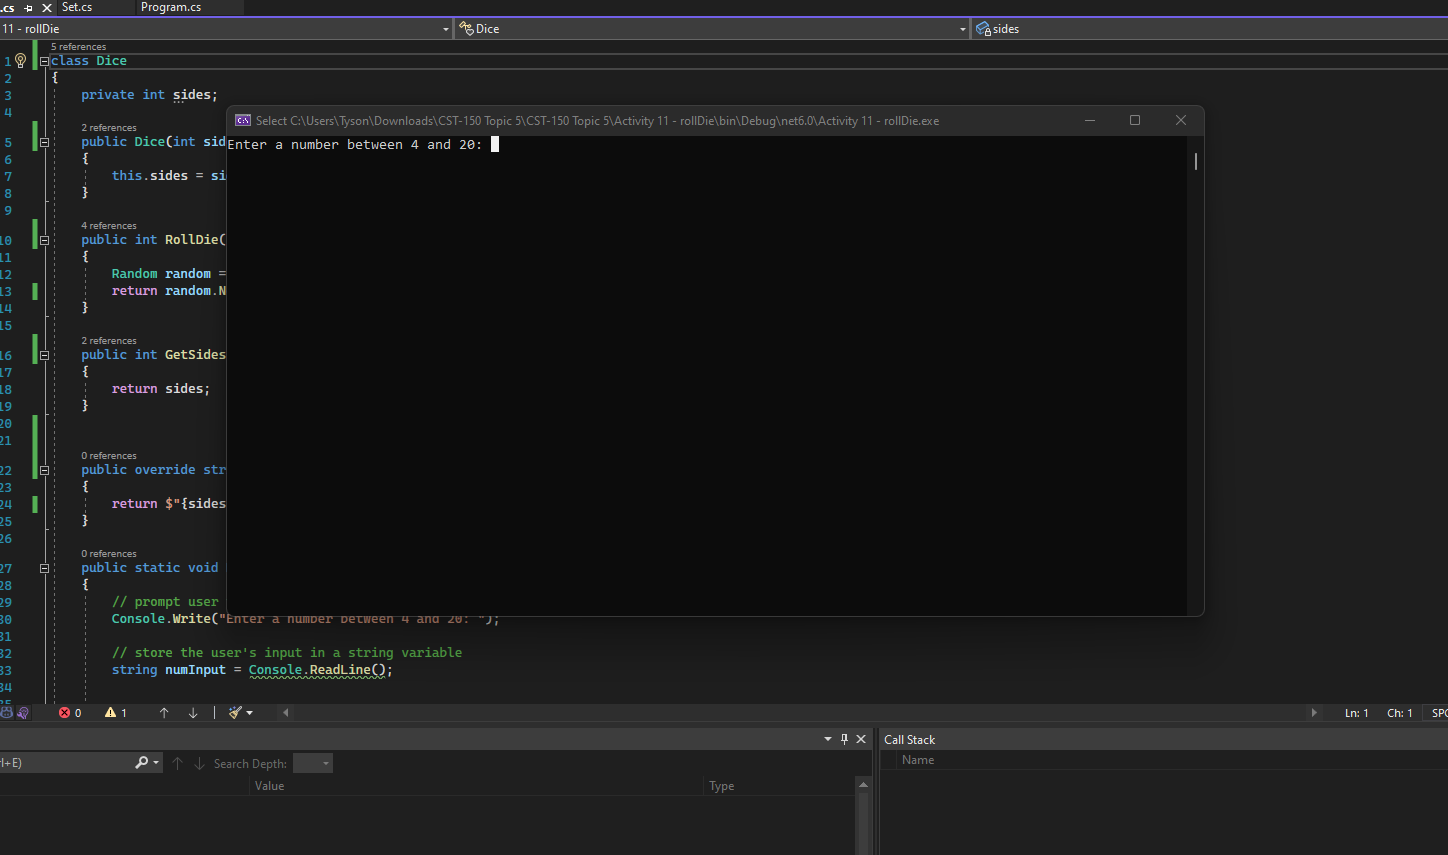 .cs Set.cs Program.cs
11 - rollDie Dice sides
5 references
1 class Dice
2 {
3 private int sides;
4
2 references
5 public Dice(int sid
6 {
7 this.sides = si
8 }
9
4 references
10 public int RollDie(
11 {
12 Random random =
13 return random.N
14 }
15
2 references
16 public int GetSides
17 {
18 return sides;
19 }
20
21
0 references
22 public override str
23 {
24 return $"{sides
25 }
26
0 references
27 public static void
28 {
29 // prompt user
30 Console.Write("Enter a number between 4 and 20: ");
31
32 // store the user's input in a string variable
33 string numInput = Console.ReadLine();
34
35
Select C:\Users\Tyson\Downloads\CST-150 Topic 5\CST-150 Topic 5\Activity 11 - rollDie\bin\Debug\net6.0\Activity 11 - rollDie.exe
Enter a number between 4 and 20:
0 1 Ln: 1 Ch: 1 SPC
Call Stack
l+E) Search Depth: Name
Value Type